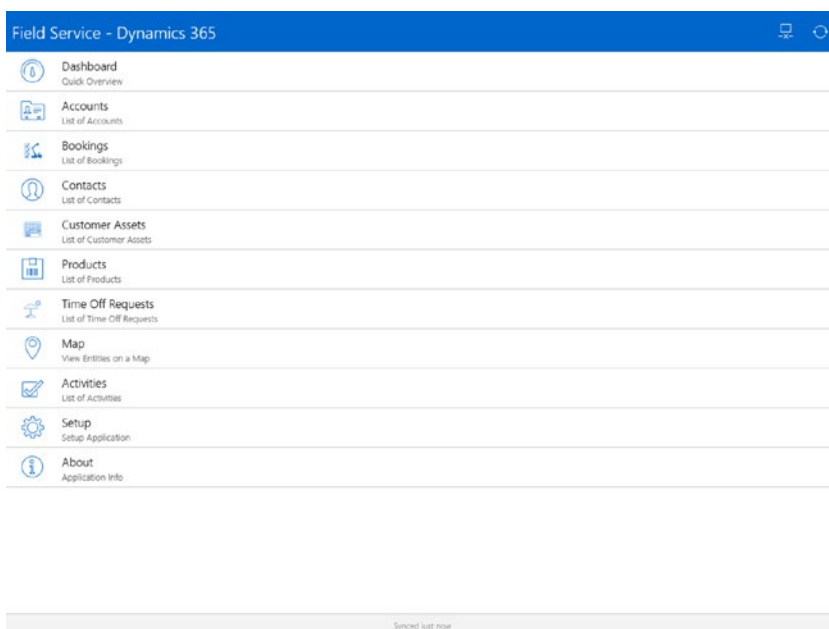 Field Service - Dynamics 365
Dashboard
Quick Overview
Accounts
List of Accounts
Bookings
List of Bookings
Contacts
List of Contacts
Customer Assets
List of Customer Assets
Products
List of Products
Time Off Requests
List of Time Off Requests
Map
View Entities on a Map
Activities
List of Activities
Setup
Setup Application
About
Application Info
Synced just now